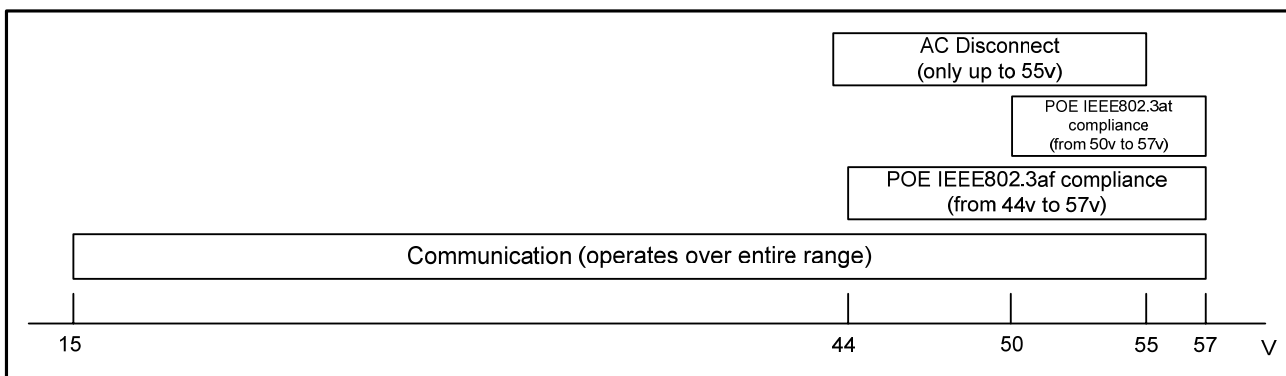 AC Disconnect
(only up to 55v)
POE IEEE802.3at
compliance
(from 50v to 57v)
POE IEEE802.3af compliance
(from 44v to 57v)
Communication (operates over entire range)
15 44 50 55 57 V